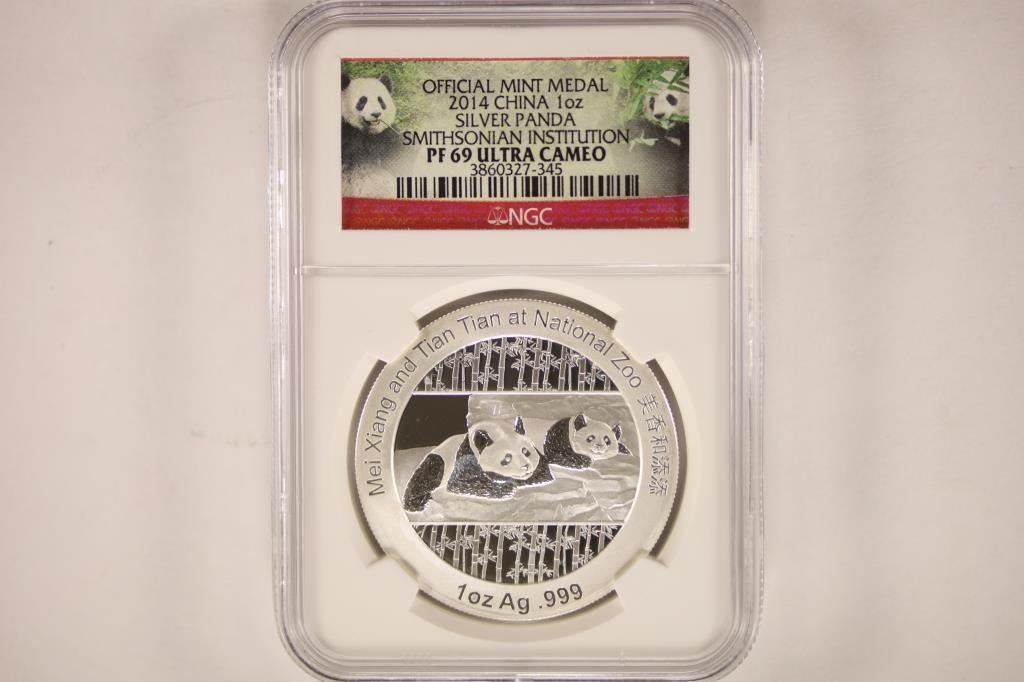 OFFICIAL MINT MEDAL
2014 CHINA 1oz
SILVER PANDA
SMITHSONIAN INSTITUTION
PF 69 ULTRA CAMEO
3860327-345
NGC
Mei Xiang and Tian Tian at National Zoo 美香和添添
1oz Ag .999